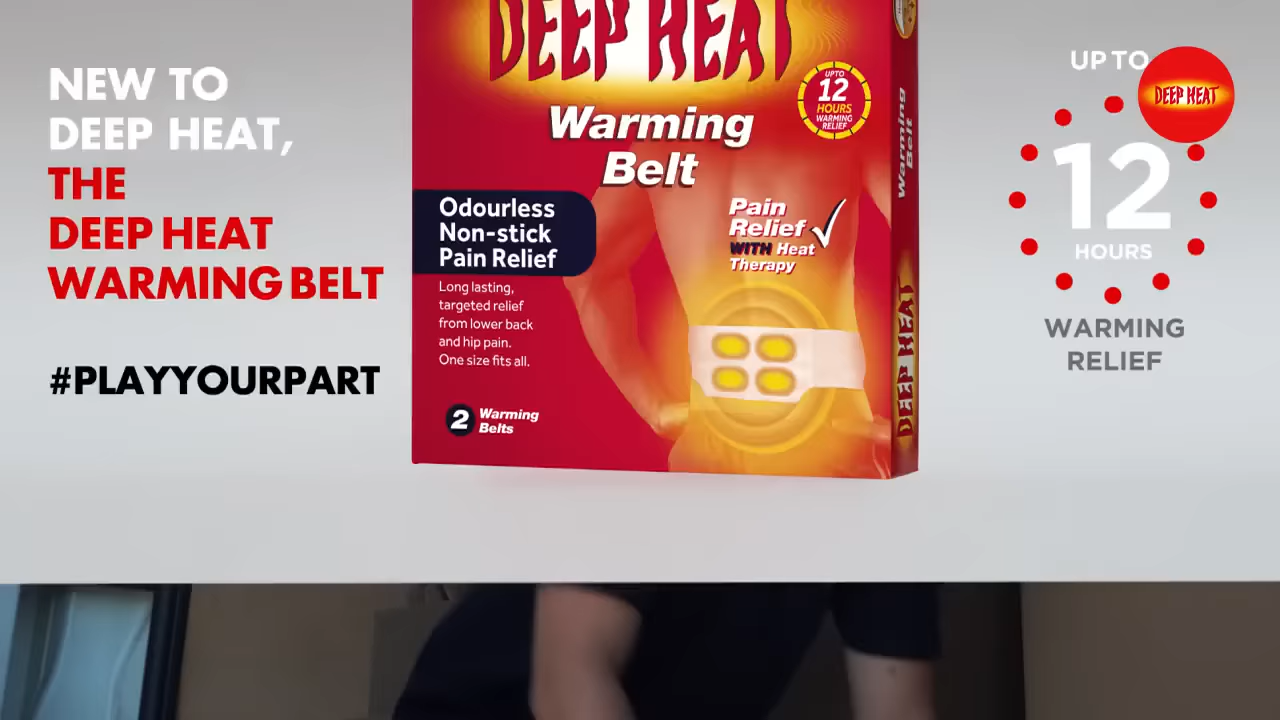 NEW TO
DEEP HEAT,
THE
DEEP HEAT
WARMING BELT
#PLAYYOURPART
DEEP HEAT
Warming
Belt
UPTO
12
HOURS
WARMING
RELIEF
Odourless
Non-stick
Pain Relief
Pain
Relief
WITH Heat
Therapy
Long lasting,
targeted relief
from lower back
and hip pain.
One size fits all.
2 Warming
Belts
Warming
Belt
DEEP HEAT
UP TO
DEEP HEAT
12
HOURS
WARMING
RELIEF